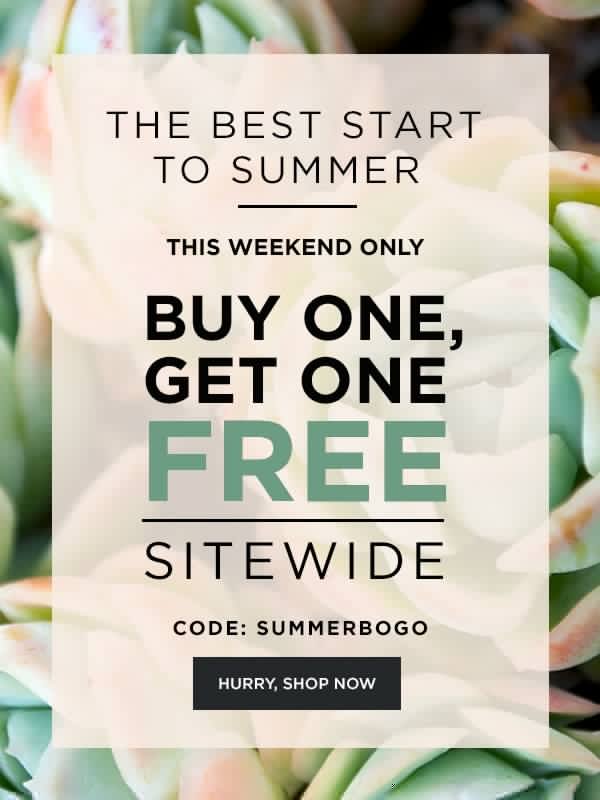 THE BEST START
TO SUMMER
THIS WEEKEND ONLY
BUY ONE,
GET ONE
FREE
SITEWIDE
CODE: SUMMERBOGO
HURRY, SHOP NOW